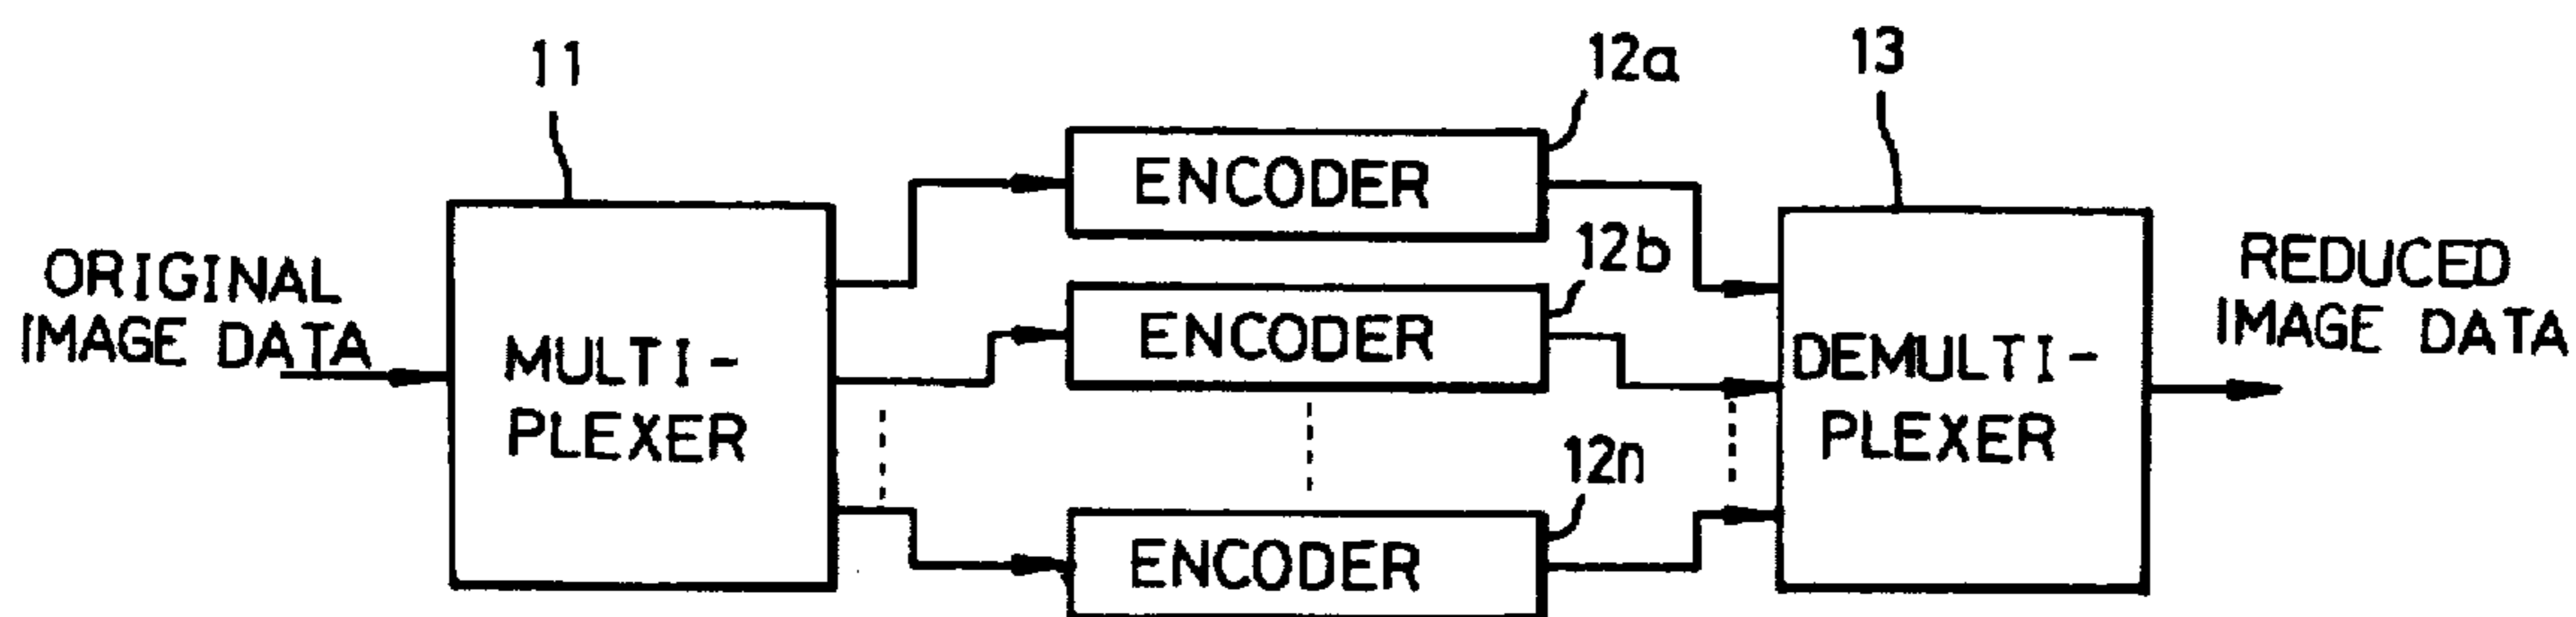 11
12a
13
ENCODER
12b
ORIGINAL
IMAGE DATA
MULTI-
PLEXER
ENCODER
DEMULTI-
PLEXER
REDUCED
IMAGE DATA
12n
ENCODER